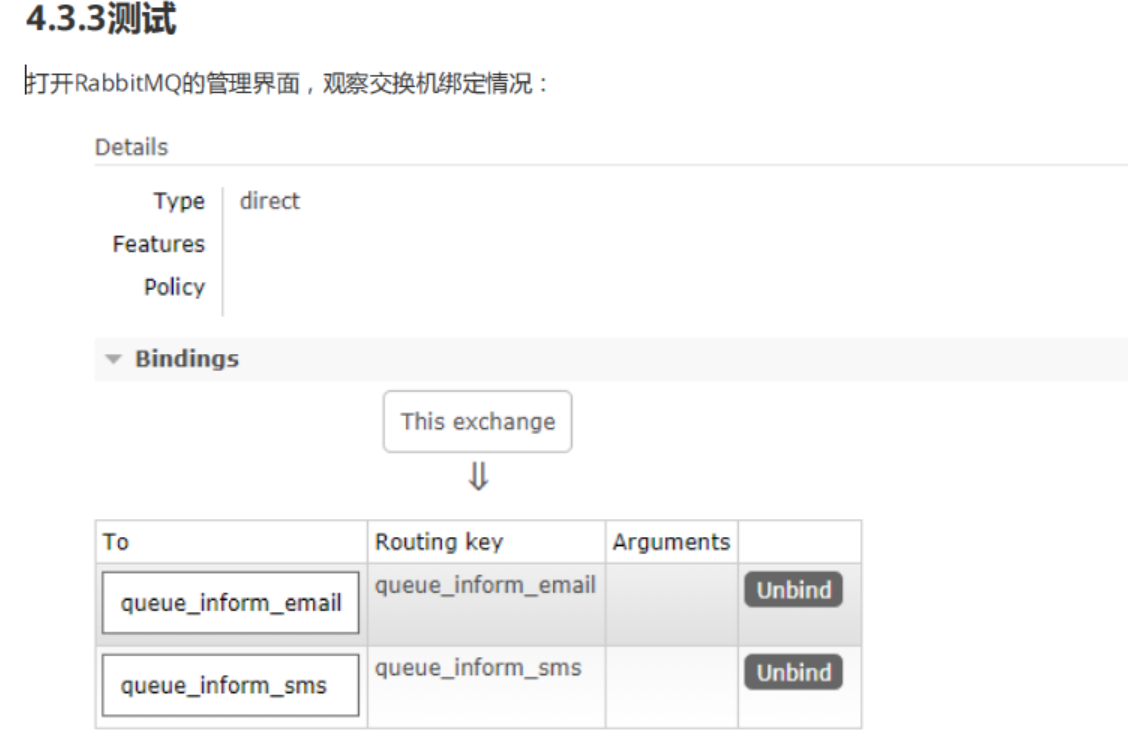 4.3.3测试
打开RabbitMQ的管理界面，观察交换机绑定情况：
Details
Type direct
Features
Policy
Bindings
This exchange
To Routing key Arguments
queue_inform_email queue_inform_email Unbind
queue_inform_sms queue_inform_sms Unbind